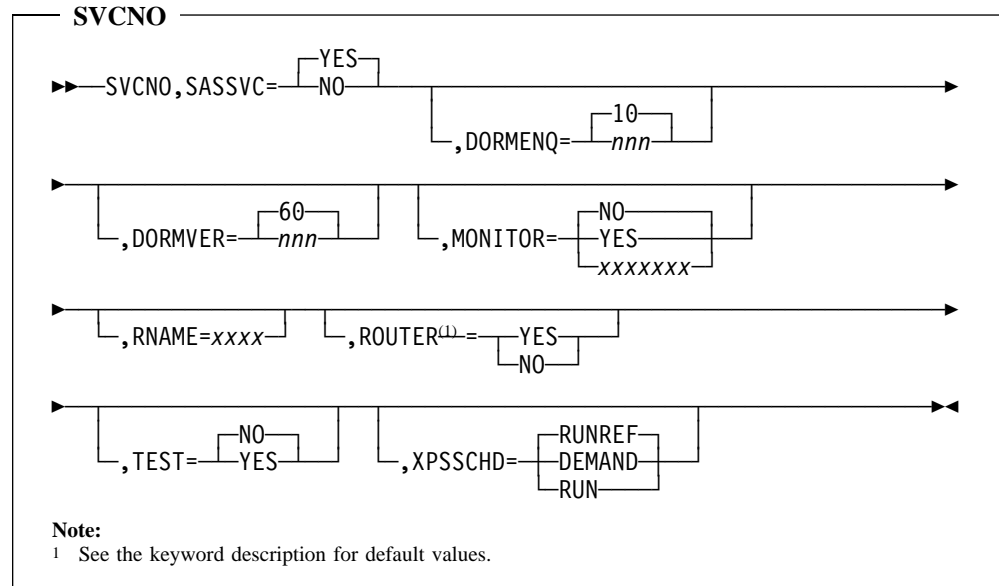 SVCNO
YES
SVCNO,SASSVC= NO
10
,DORMENQ= nnn
60
,DORMVER= nnn
NO
,MONITOR= YES
xxxxxxx
,RNAME=xxxx ,ROUTER(1)= YES
NO
NO
,TEST= YES
RUNREF
,XPSSCHD= DEMAND
RUN
Note:
1 See the keyword description for default values.